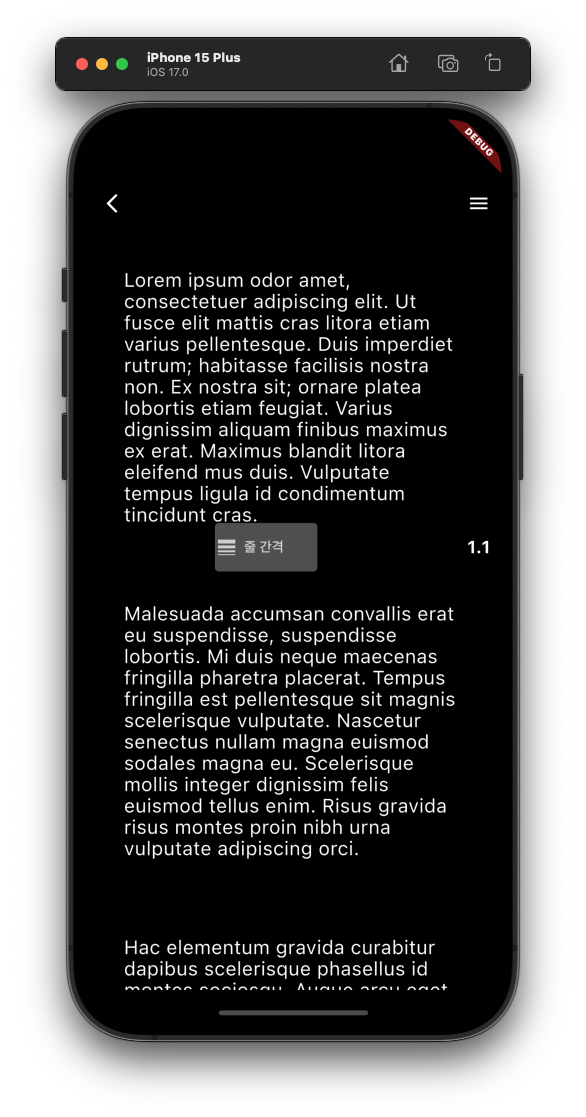 iPhone 15 Plus
iOS 17.0
DEBUG
Lorem ipsum odor amet,
consectetuer adipiscing elit. Ut
fusce elit mattis cras litora etiam
varius pellentesque. Duis imperdiet
rutrum; habitasse facilisis nostra
non. Ex nostra sit; ornare platea
lobortis etiam feugiat. Varius
dignissim aliquam finibus maximus
ex erat. Maximus blandit litora
eleifend mus duis. Vulputate
tempus ligula id condimentum
tincidunt cras.
줄 간격
1.1
Malesuada accumsan convallis erat
eu suspendisse, suspendisse
lobortis. Mi duis neque maecenas
fringilla pharetra placerat. Tempus
fringilla est pellentesque sit magnis
scelerisque vulputate. Nascetur
senectus nullam magna euismod
sodales magna eu. Scelerisque
mollis integer dignissim felis
euismod tellus enim. Risus gravida
risus montes proin nibh urna
vulputate adipiscing orci.
Hac elementum gravida curabitur
dapibus scelerisque phasellus id
montes sociosqu. Augue arcu eget